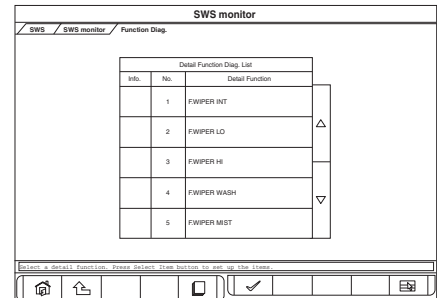 SWS monitor
SWS / SWS monitor / Function Diag.
Detail Function Diag. List
Info. No. Detail Function
1 F.WIPER INT
2 F.WIPER LO
3 F.WIPER HI
4 F.WIPER WASH
5 F.WIPER MIST
Select a detail function. Press Select Item button to set up the items.